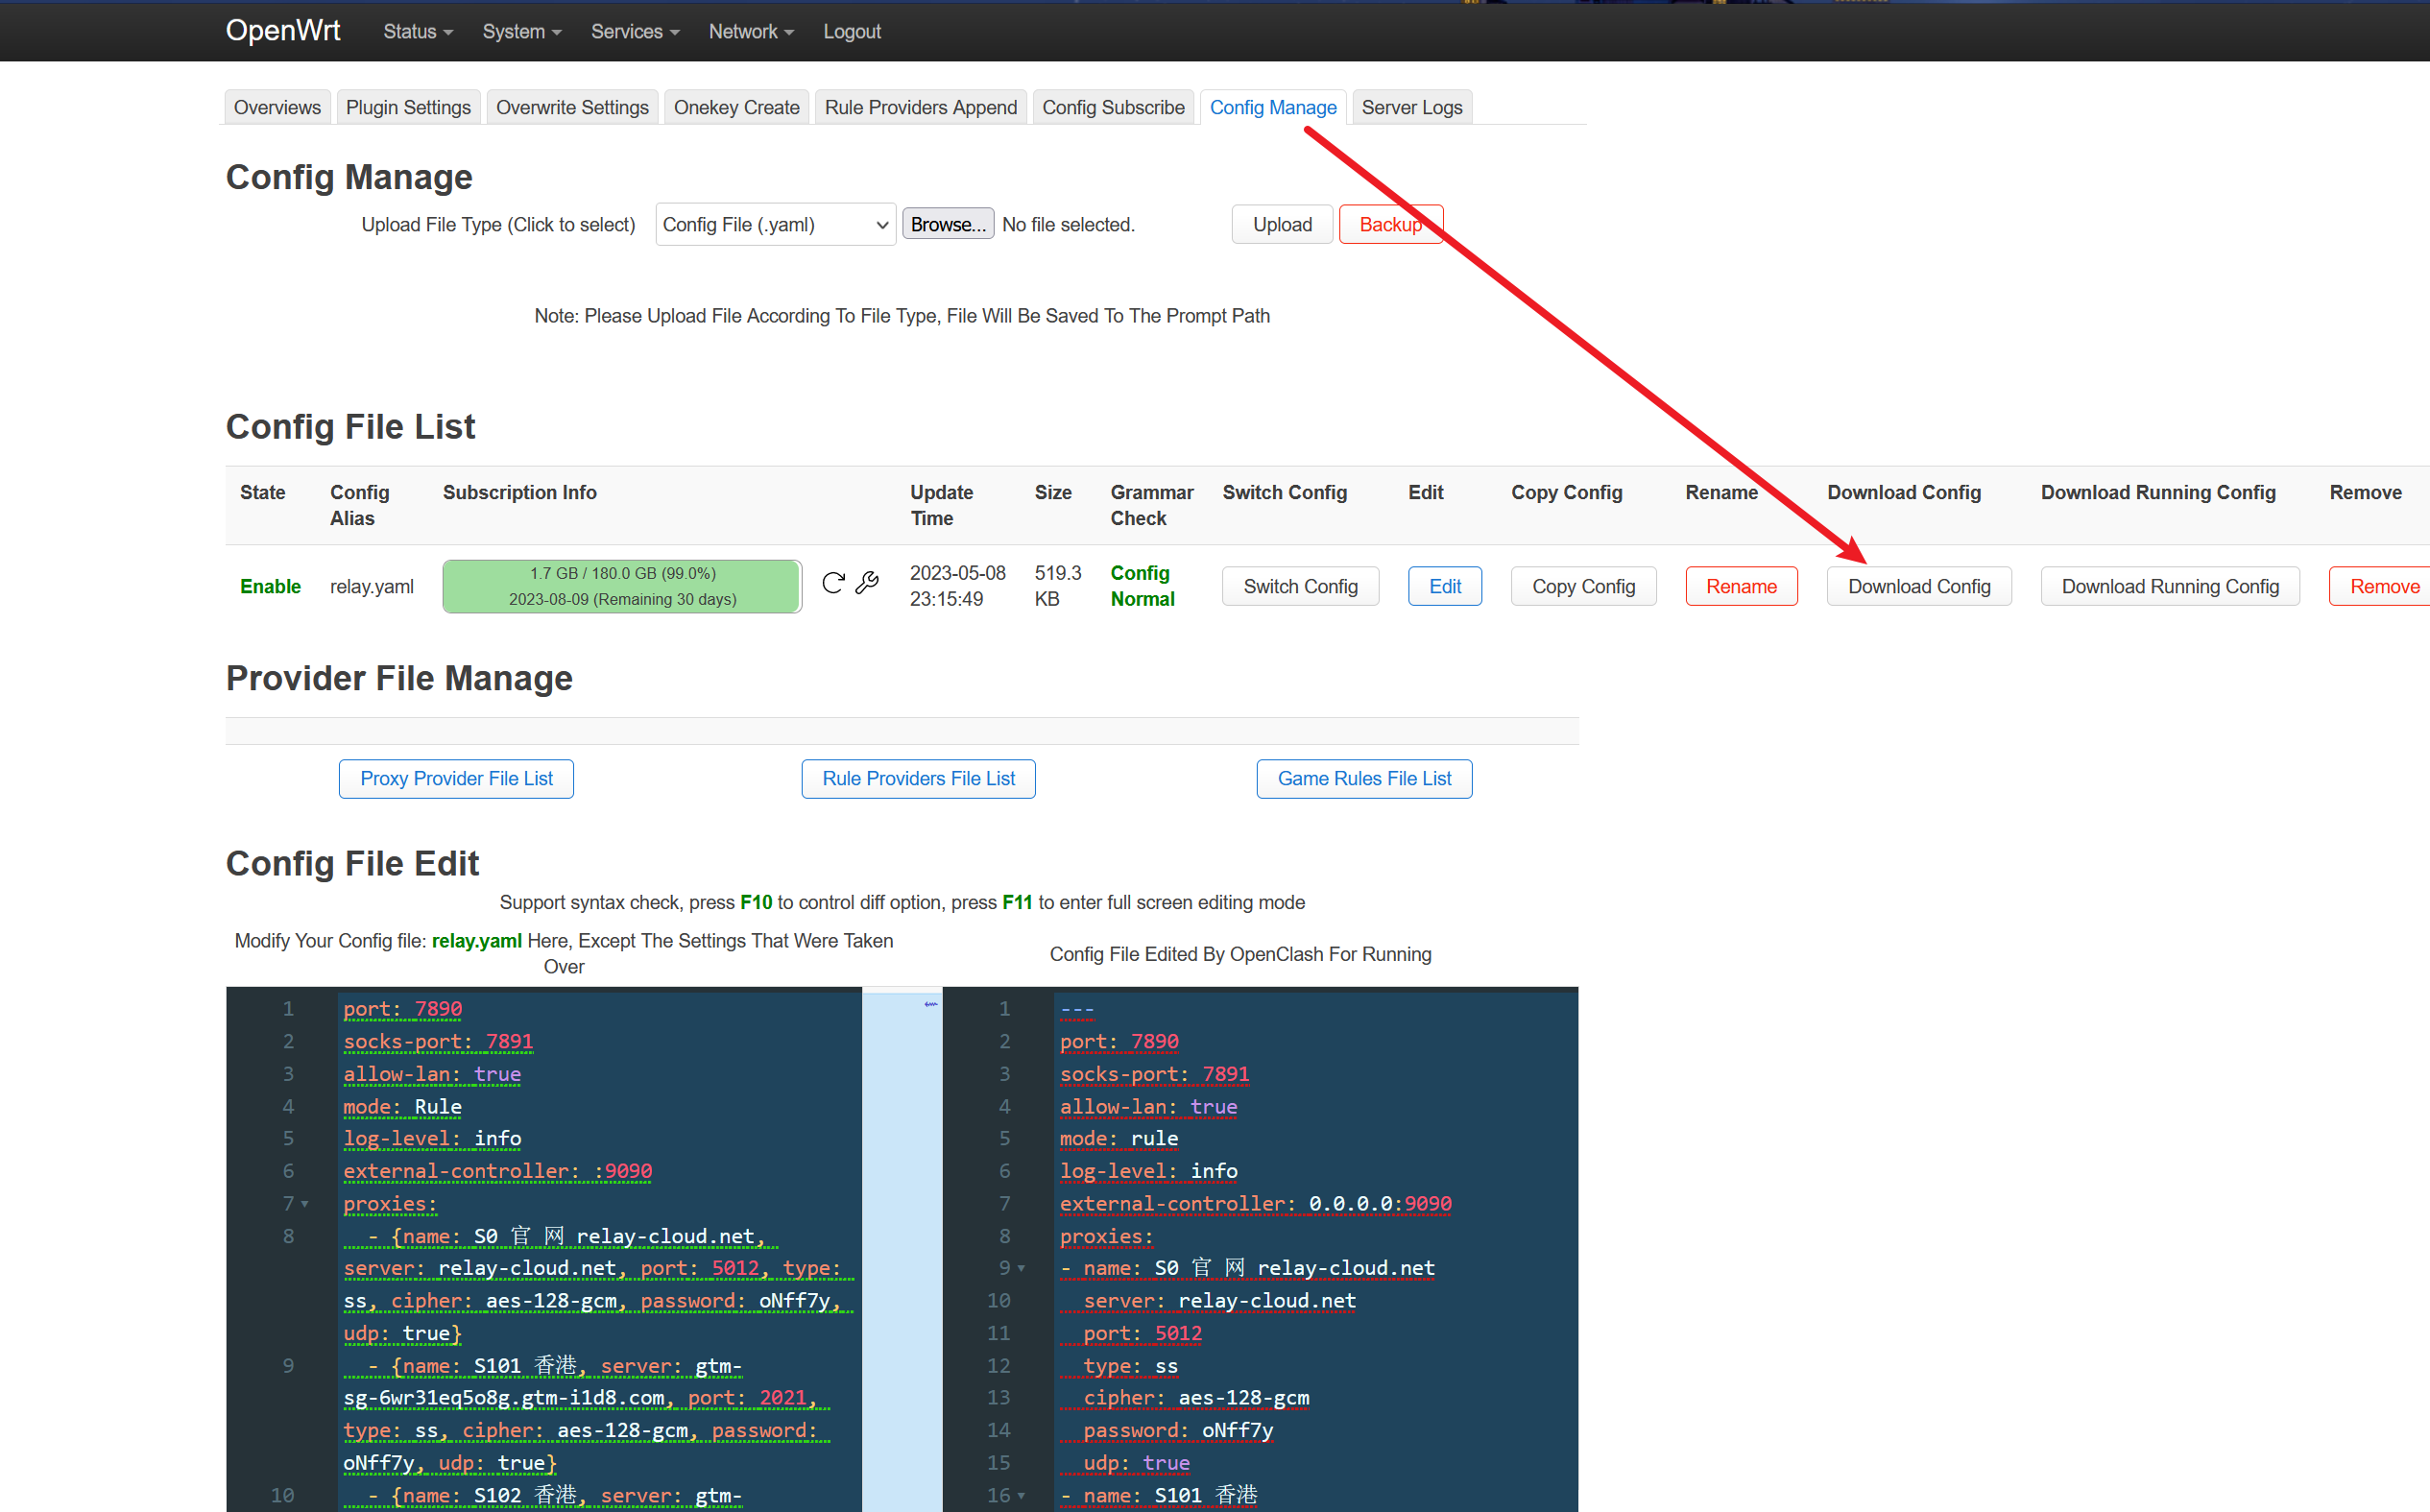 OpenWrt Status System Services Network Logout
Overviews Plugin Settings Overwrite Settings Onekey Create Rule Providers Append Config Subscribe Config Manage Server Logs
Config Manage
Upload File Type (Click to select) Config File (.yaml) Browse... No file selected. Upload Backup
Note: Please Upload File According To File Type, File Will Be Saved To The Prompt Path
Config File List
State Config Alias Subscription Info Update Time Size Grammar Check Switch Config Edit Copy Config Rename Download Config Download Running Config Remove
Enable relay.yaml 1.7 GB / 180.0 GB (99.0%) 2023-08-09 (Remaining 30 days) 2023-05-08 23:15:49 519.3 KB Config Normal Switch Config Edit Copy Config Rename Download Config Download Running Config Remove
Provider File Manage
Proxy Provider File List Rule Providers File List Game Rules File List
Config File Edit
Support syntax check, press F10 to control diff option, press F11 to enter full screen editing mode
Modify Your Config file: relay.yaml Here, Except The Settings That Were Taken
Over
Config File Edited By OpenClash For Running
1 port: 7890
2 socks-port: 7891
3 allow-lan: true
4 mode: Rule
5 log-level: info
6 external-controller: :9090
7 proxies:
8 - {name: S0 官 网 relay-cloud.net,
server: relay-cloud.net, port: 5012, type:
ss, cipher: aes-128-gcm, password: oNff7y,
udp: true}
9 - {name: S101 香港, server: gtm-
sg-6wr31eq5o8g.gtm-i1d8.com, port: 2021,
type: ss, cipher: aes-128-gcm, password:
oNff7y, udp: true}
10 - {name: S102 香港, server: gtm-
1 ---
2 port: 7890
3 socks-port: 7891
4 allow-lan: true
5 mode: rule
6 log-level: info
7 external-controller: 0.0.0.0:9090
8 proxies:
9 - name: S0 官 网 relay-cloud.net
10 server: relay-cloud.net
11 port: 5012
12 type: ss
13 cipher: aes-128-gcm
14 password: oNff7y
15 udp: true
16 - name: S101 香港